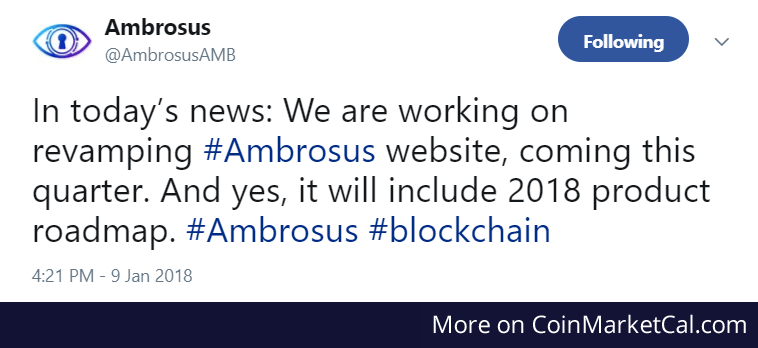 Ambrosus
@AmbrosusAMB
Following
In today’s news: We are working on
revamping #Ambrosus website, coming this
quarter. And yes, it will include 2018 product
roadmap. #Ambrosus #blockchain
4:21 PM - 9 Jan 2018
More on CoinMarketCal.com